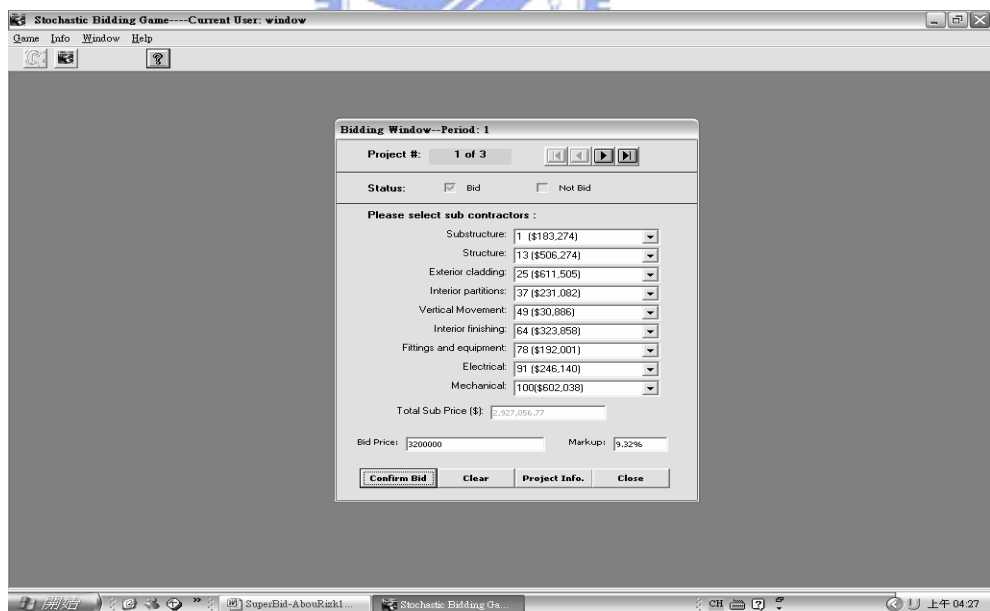 Stochastic Bidding Game----Current User: window
Game Info Window Help
Bidding Window--Period: 1
Project #: 1 of 3
Status: Bid Not Bid
Please select sub contractors :
Substructure: 1 ($183,274)
Structure: 13 ($506,274)
Exterior cladding: 25 ($611,505)
Interior partitions: 37 ($231,082)
Vertical Movement: 49 ($30,886)
Interior finishing: 64 ($323,858)
Fittings and equipment: 78 ($192,001)
Electrical: 91 ($246,140)
Mechanical: 100($602,038)
Total Sub Price ($): 2,927,056.77
Bid Price: 3200000 Markup: 9.32%
Confirm Bid Clear Project Info. Close
開始 SuperBid-AbouRizk1... Stochastic Bidding Ga... CH 上午 04:27